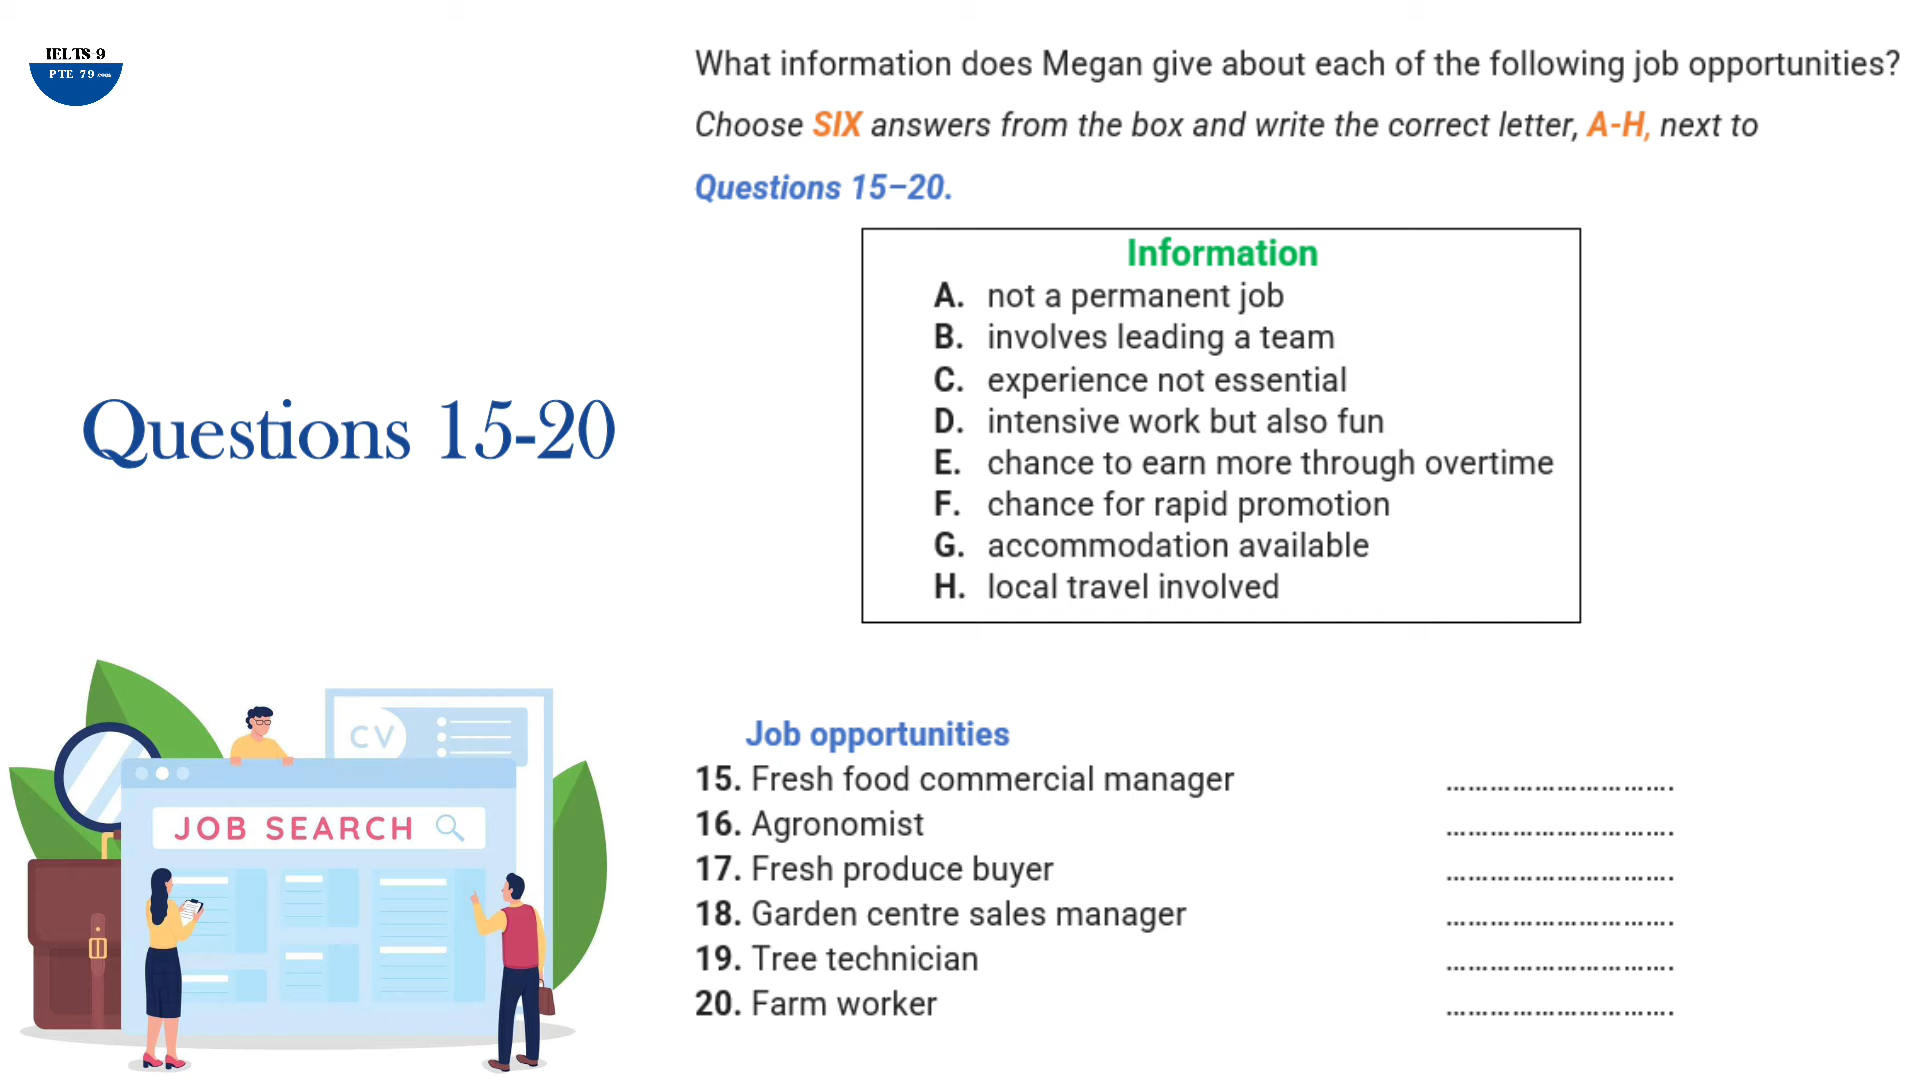 IELTS 9
PTE 79.com
What information does Megan give about each of the following job opportunities?
Choose SIX answers from the box and write the correct letter, A-H, next to
Questions 15–20.
Information
A. not a permanent job
B. involves leading a team
C. experience not essential
D. intensive work but also fun
E. chance to earn more through overtime
F. chance for rapid promotion
G. accommodation available
H. local travel involved
Questions 15-20
CV
JOB SEARCH
Job opportunities
15. Fresh food commercial manager ...............................
16. Agronomist ...............................
17. Fresh produce buyer ...............................
18. Garden centre sales manager ...............................
19. Tree technician ...............................
20. Farm worker ...............................